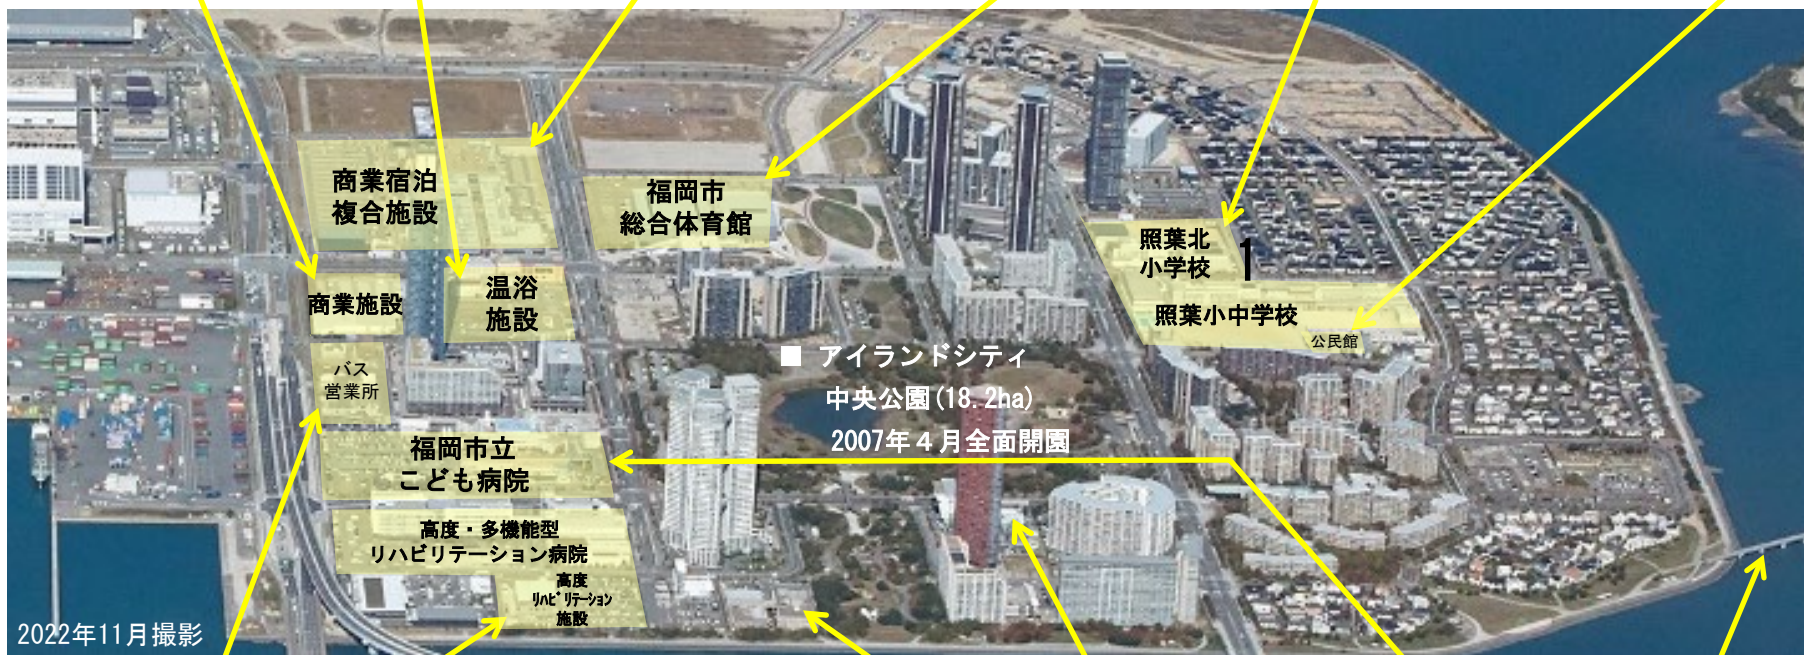 商業宿泊
複合施設
福岡市
総合体育館
照葉北
小学校
1
照葉小中学校
公民館
商業施設
温浴
施設
バス
営業所
■ アイランドシティ
中央公園(18.2ha)
2007年４月全面開園
福岡市立
こども病院
高度・多機能型
リハビリテーション病院
高度
ﾘﾊﾋﾞﾘﾃｰｼｮﾝ
施設
2022年11月撮影